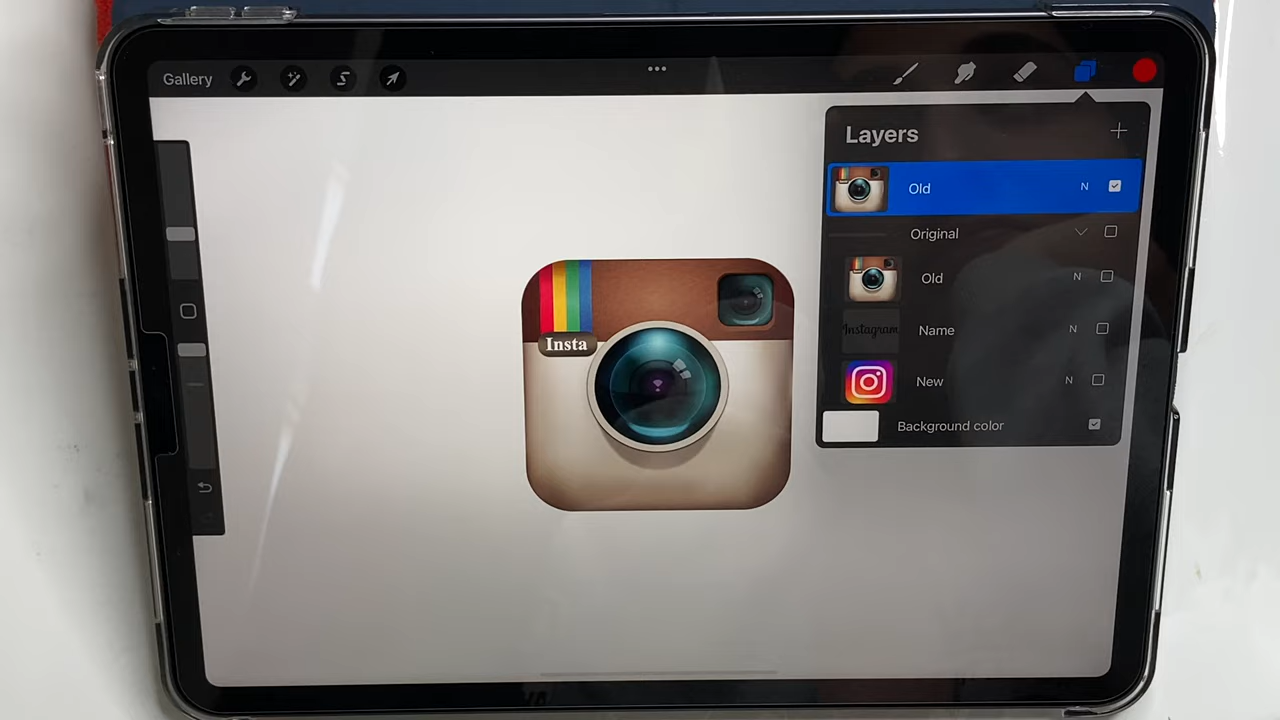 Gallery
Layers
Old N
Original
Old N
Instagram Name N
New N
Background color
Insta